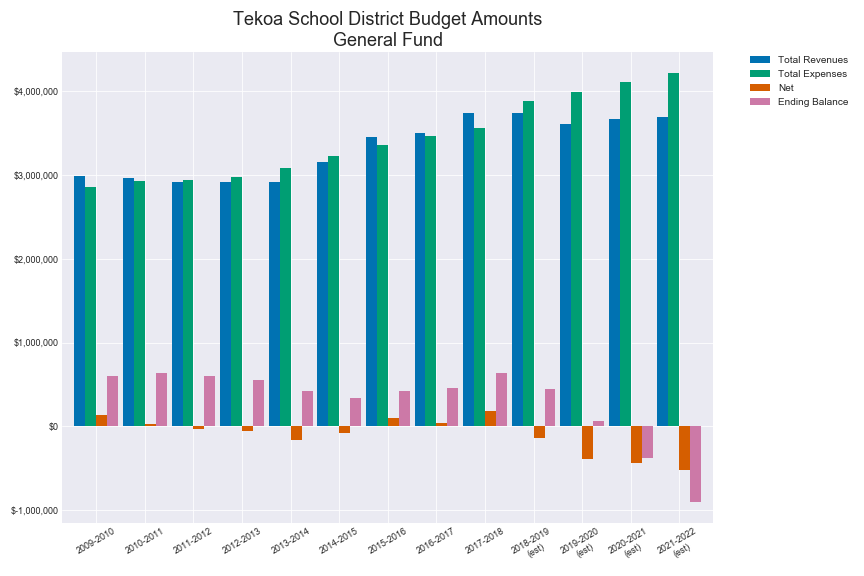 Tekoa School District Budget Amounts
General Fund
Total Revenues
Total Expenses
Net
Ending Balance
$4,000,000
$3,000,000
$2,000,000
$1,000,000
$0
$-1,000,000
2009-2010
2010-2011
2011-2012
2012-2013
2013-2014
2014-2015
2015-2016
2016-2017
2017-2018
2018-2019
(est)
2019-2020
(est)
2020-2021
(est)
2021-2022
(est)